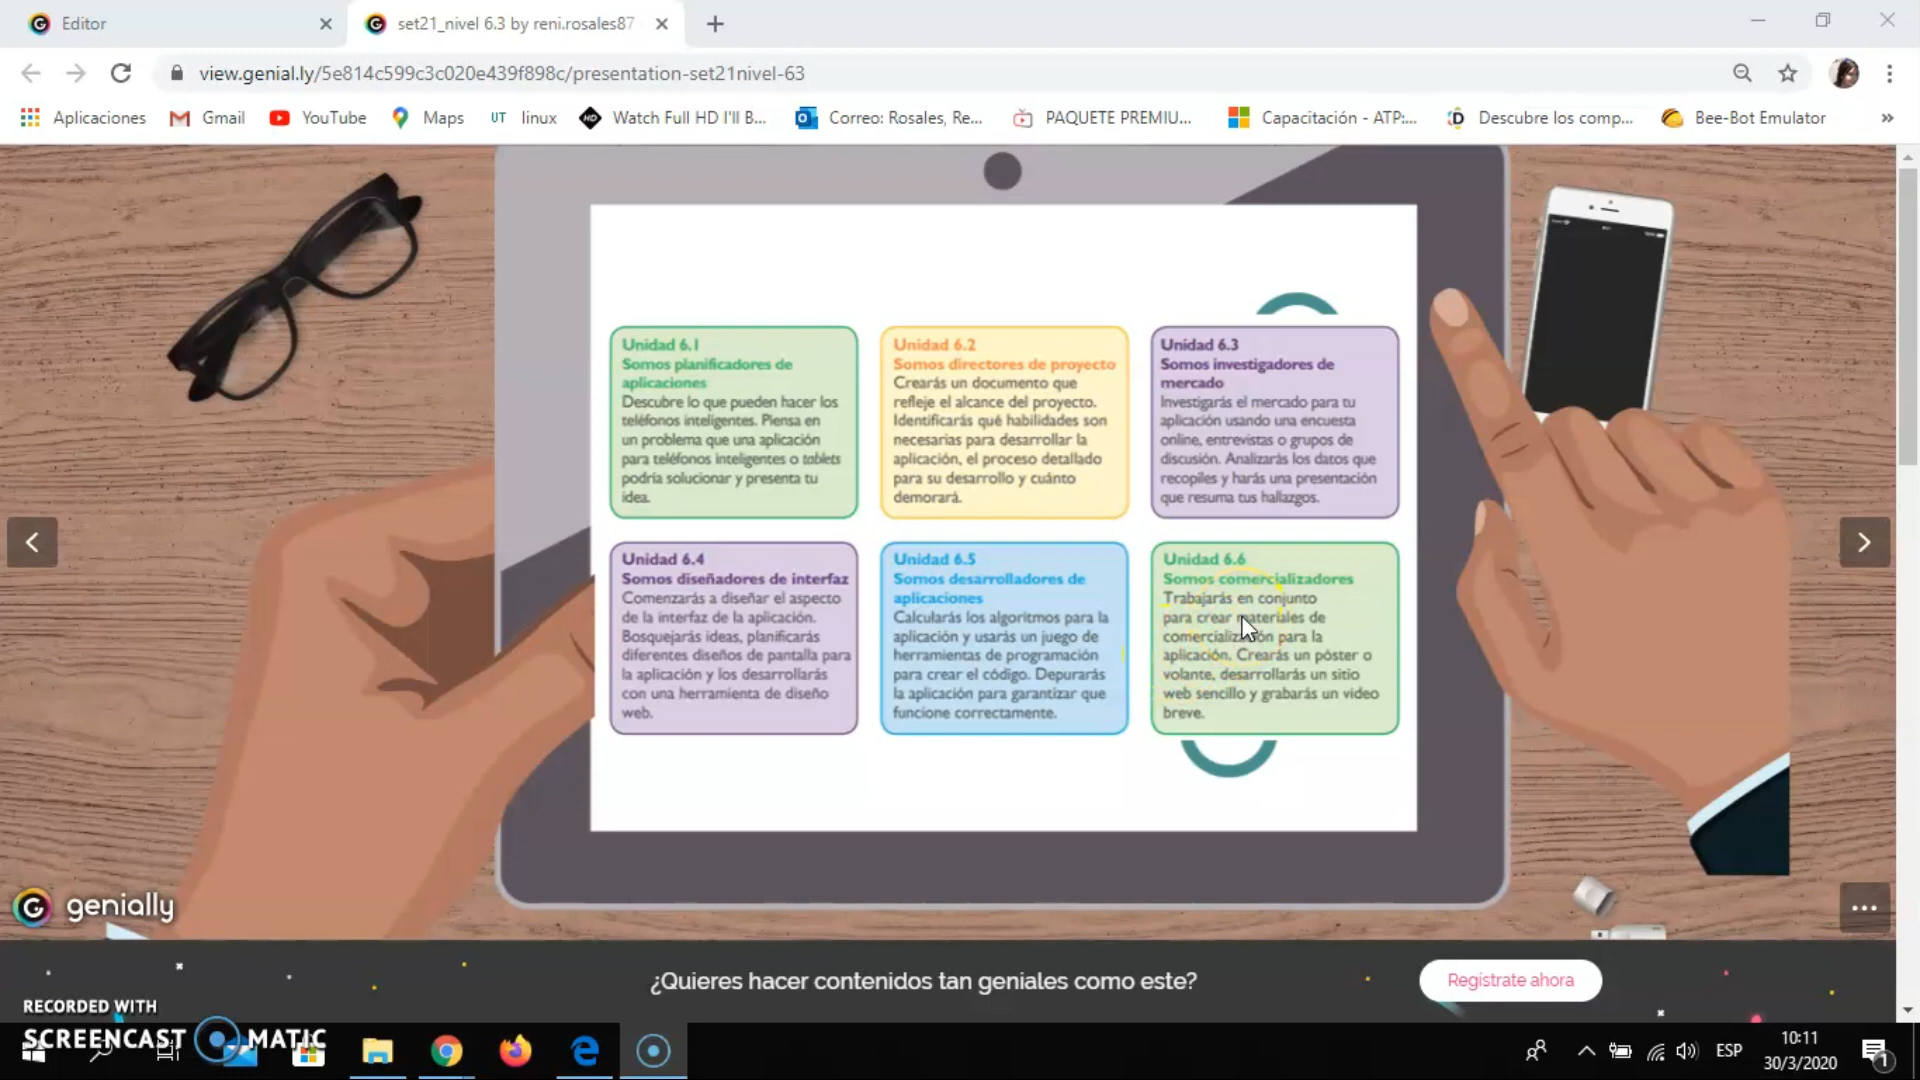 Editor
set21_nivel 6.3 by reni.rosales87
view.genial.ly/5e814c599c3c020e439f898c/presentation-set21nivel-63
Aplicaciones
Gmail
YouTube
Maps
UT linux
HD Watch Full HD I'll B...
Correo: Rosales, Re...
PAQUETE PREMIU...
Capacitación - ATP:...
Descubre los comp...
Bee-Bot Emulator
»
Unidad 6.1
Somos planificadores de
aplicaciones
Descubre lo que pueden hacer los
teléfonos inteligentes. Piensa en
un problema que una aplicación
para teléfonos inteligentes o tablets
podría solucionar y presenta tu
idea.
Unidad 6.2
Somos directores de proyecto
Crearás un documento que
refleje el alcance del proyecto.
Identificarás qué habilidades son
necesarias para desarrollar la
aplicación, el proceso detallado
para su desarrollo y cuánto
demorará.
Unidad 6.3
Somos investigadores de
mercado
Investigarás el mercado para tu
aplicación usando una encuesta
online, entrevistas o grupos de
discusión. Analizarás los datos que
recopiles y harás una presentación
que resuma tus hallazgos.
Unidad 6.4
Somos diseñadores de interfaz
Comenzarás a diseñar el aspecto
de la interfaz de la aplicación.
Bosquejarás ideas, planificarás
diferentes diseños de pantalla para
la aplicación y los desarrollarás
con una herramienta de diseño
web.
Unidad 6.5
Somos desarrolladores de
aplicaciones
Calcularás los algoritmos para la
aplicación y usarás un juego de
herramientas de programación
para crear el código. Depurarás
la aplicación para garantizar que
funcione correctamente.
Unidad 6.6
Somos comercializadores
Trabajarás en conjunto
para crear materiales de
comercialización para la
aplicación. Crearás un póster o
volante, desarrollarás un sitio
web sencillo y grabarás un video
breve.
genially
¿Quieres hacer contenidos tan geniales como este?
Regístrate ahora
RECORDED WITH
SCREENCAST MATIC
ESP
10:11
30/3/2020
1